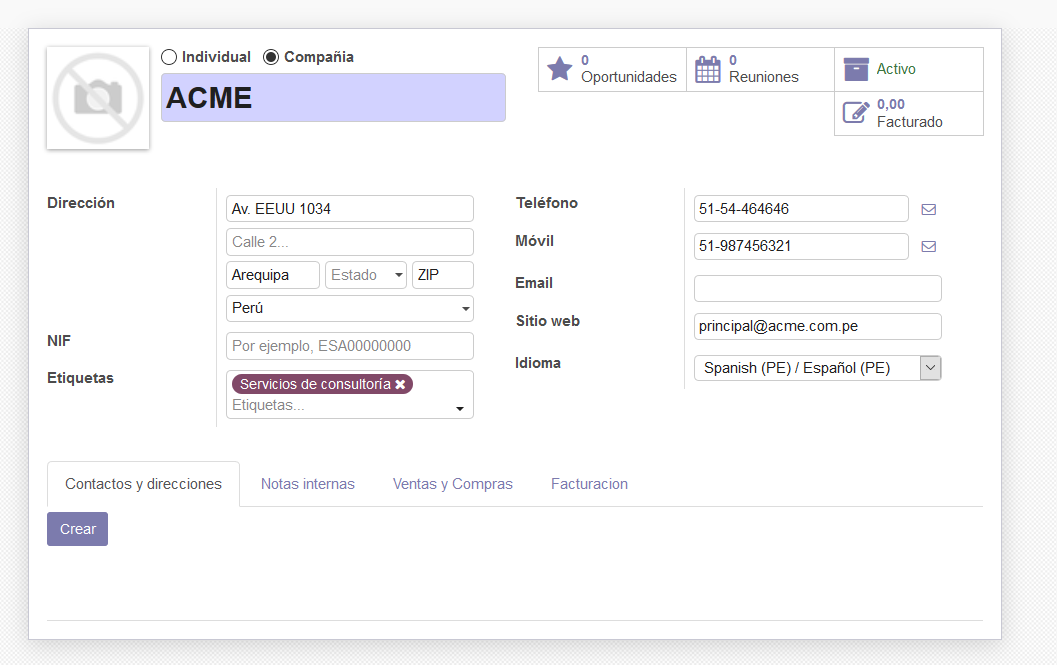 Individual Compañia
ACME
0
Oportunidades
0
Reuniones
Activo
0,00
Facturado
Dirección
Av. EEUU 1034
Calle 2...
Arequipa Estado ZIP
Perú
NIF
Por ejemplo, ESA00000000
Etiquetas
Servicios de consultoría
Etiquetas...
Teléfono
51-54-464646
Móvil
51-987456321
Email
Sitio web
principal@acme.com.pe
Idioma
Spanish (PE) / Español (PE)
Contactos y direcciones Notas internas Ventas y Compras Facturacion
Crear